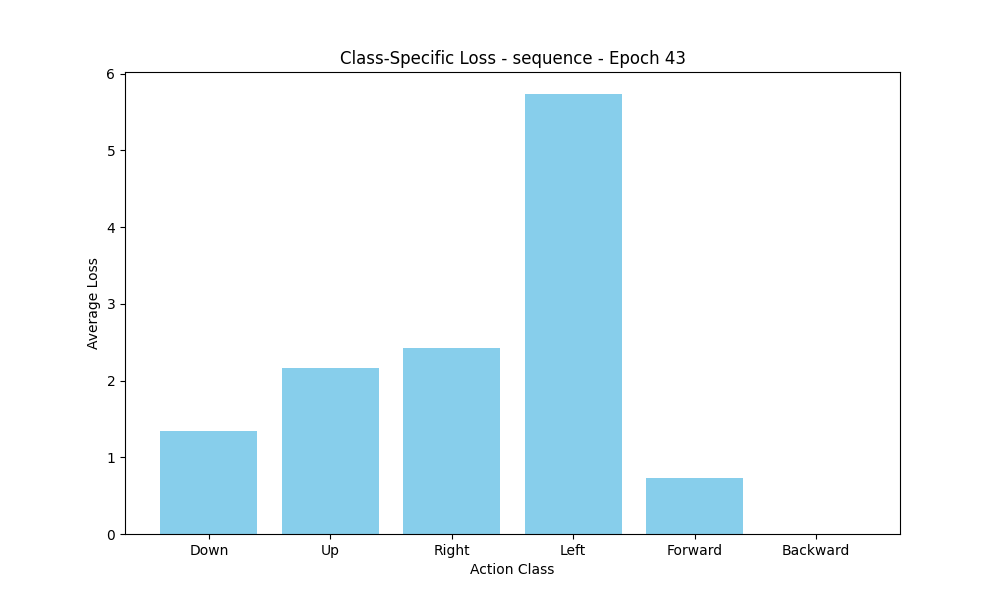 Class-Specific Loss - sequence - Epoch 43
6
5
4
3
2
1
0
Average Loss
Down Up Right Left Forward Backward
Action Class